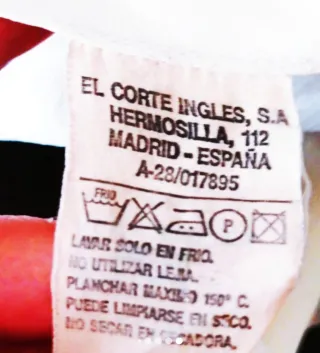 EL CORTE INGLES, S.A
HERMOSILLA, 112
MADRID - ESPAÑA
A-28/017895
FRIO
P
LAVAR SOLO EN FRIO.
NO UTILIZAR LEJIA.
PLANCHAR MAXIMO 150° C.
PUEDE LIMPIARSE EN SECO.
NO SECAR EN SECADORA.